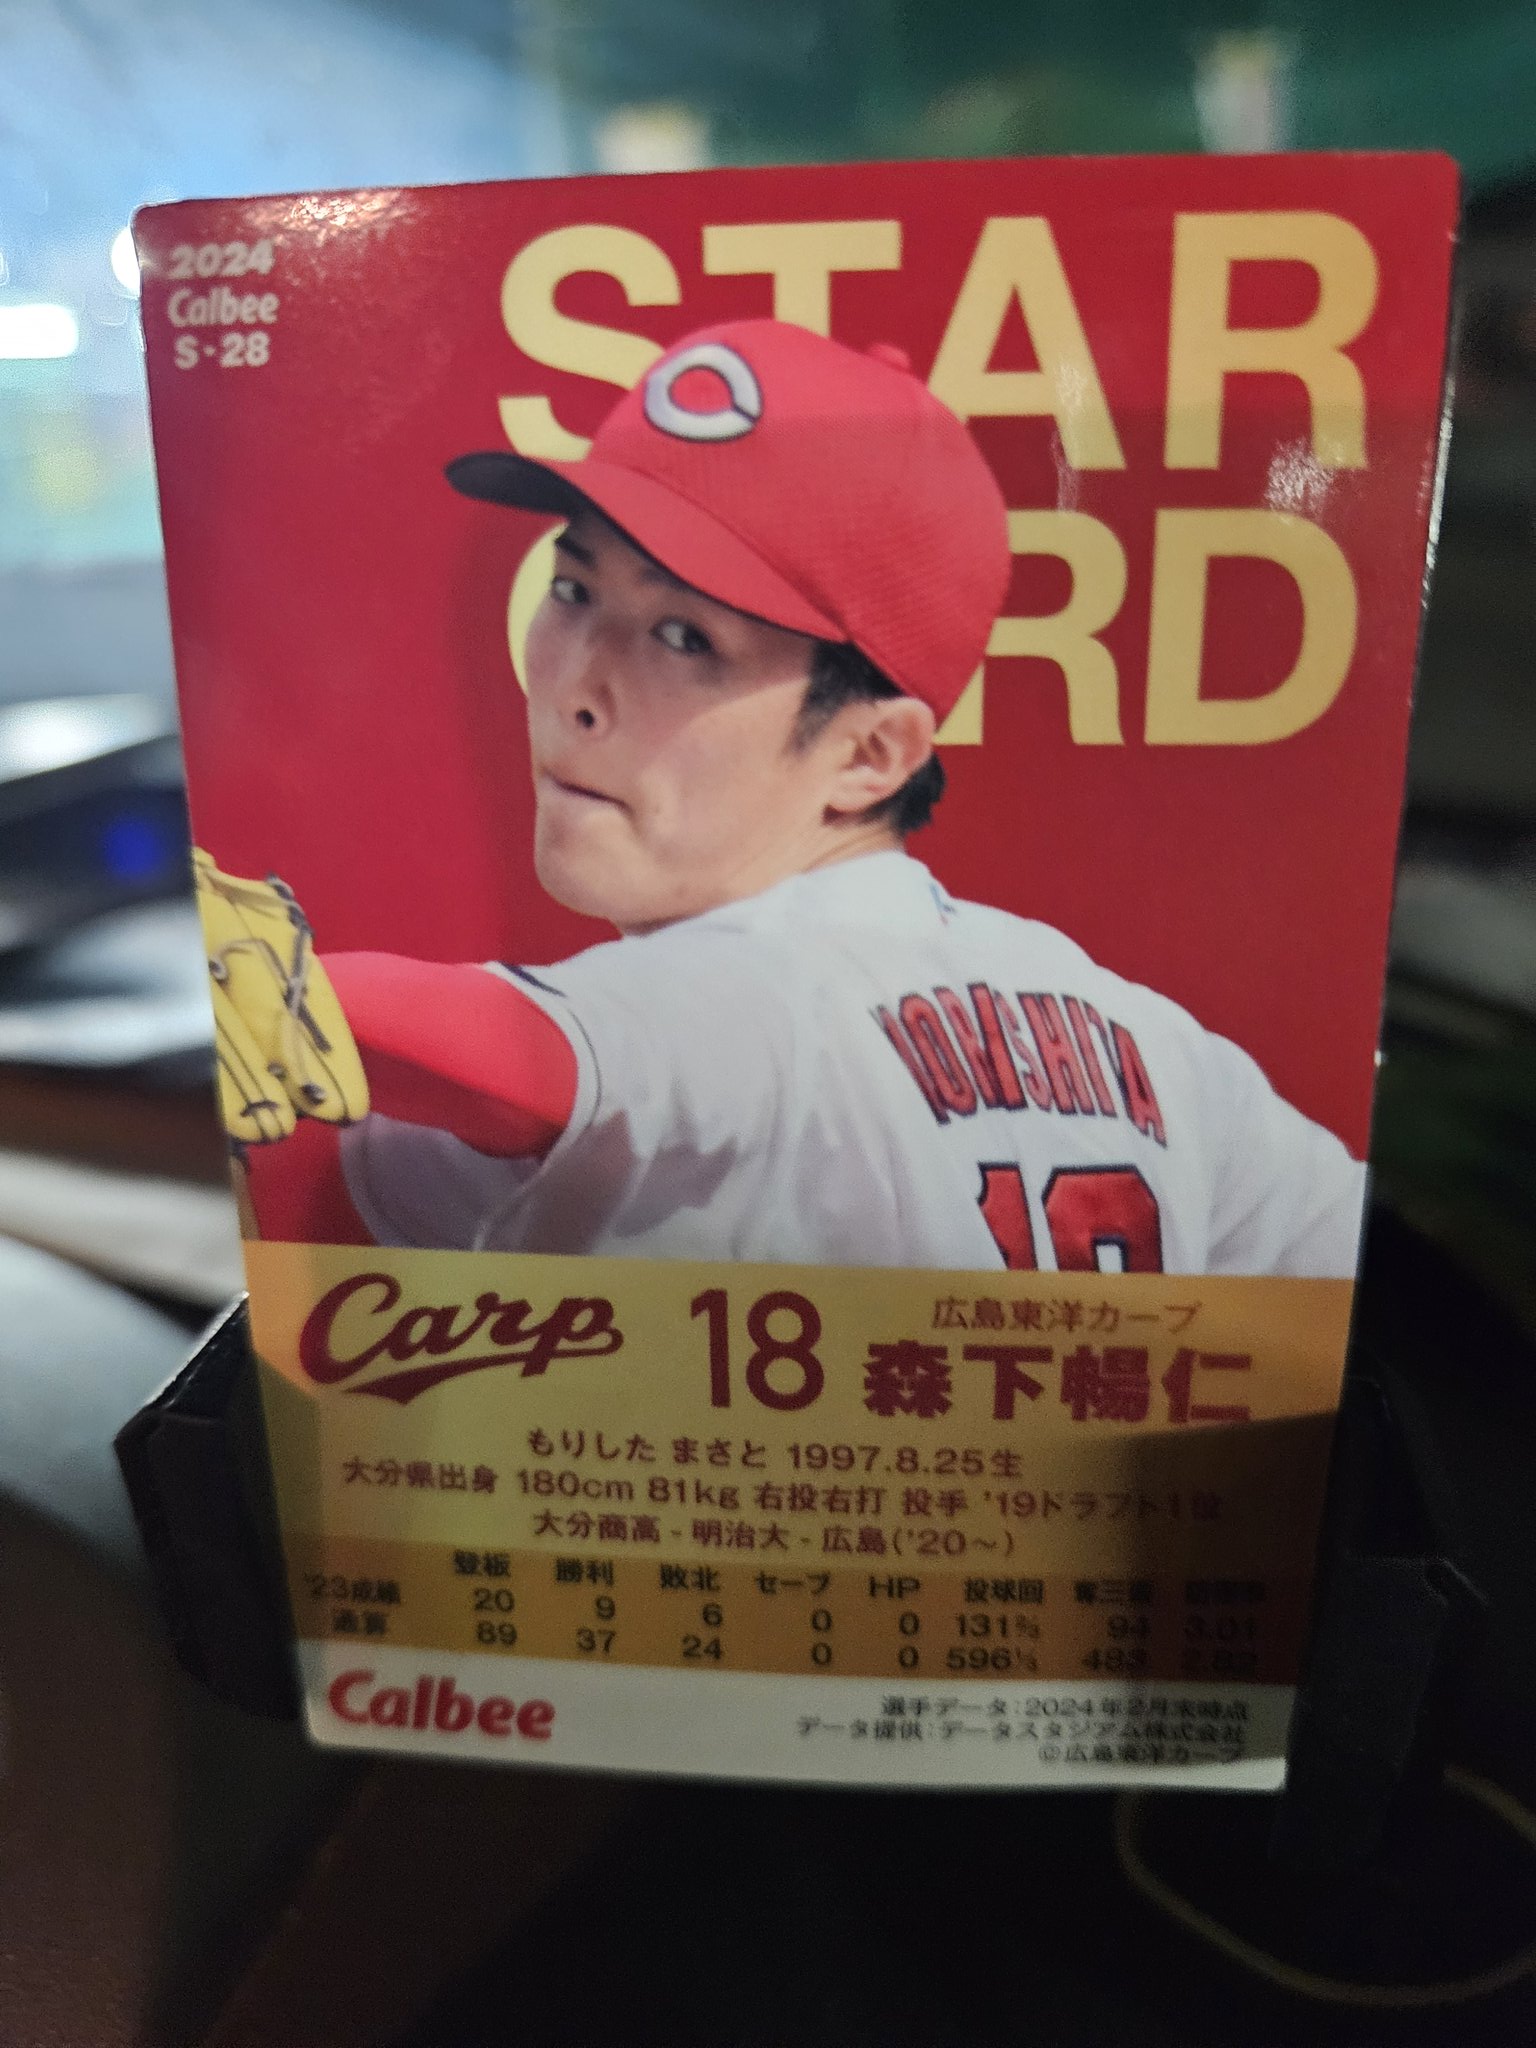 2024
Calbee
S・28
STAR
CARD
MORISHITA
18
Carp 18 広島東洋カープ
森下暢仁
もりした まさと 1997.8.25生
大分県出身 180cm 81kg 右投右打 投手 '19ドラフト1位
大分商高 - 明治大 - 広島('20～)
登板 勝利 敗北 セーブ HP 投球回 奪三振 防御率
'23成績 20 9 6 0 0 131⅔ 94 3.01
通算 89 37 24 0 0 596⅓
Calbee
選手データ:2024年2月末時点
データ提供:データスタジアム株式会社
©広島東洋カープ